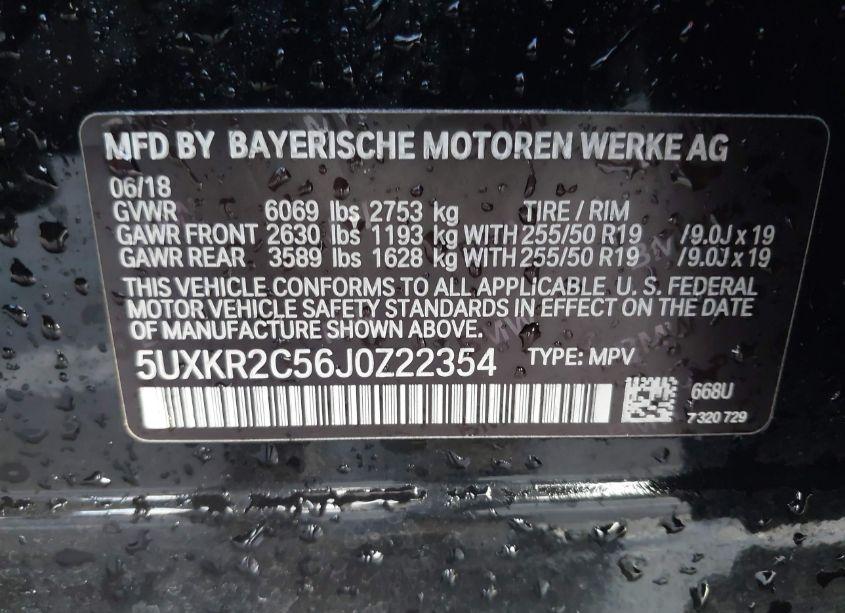 MFD BY BAYERISCHE MOTOREN WERKE AG
06/18
GVWR 6069 lbs 2753 kg TIRE / RIM
GAWR FRONT 2630 lbs 1193 kg WITH 255/50 R19 /9.0J x 19
GAWR REAR 3589 lbs 1628 kg WITH 255/50 R19 /9.0J x 19
THIS VEHICLE CONFORMS TO ALL APPLICABLE U. S. FEDERAL
MOTOR VEHICLE SAFETY STANDARDS IN EFFECT ON THE DATE
OF MANUFACTURE SHOWN ABOVE.
5UXKR2C56J0Z22354 TYPE: MPV
668U
7 320 729